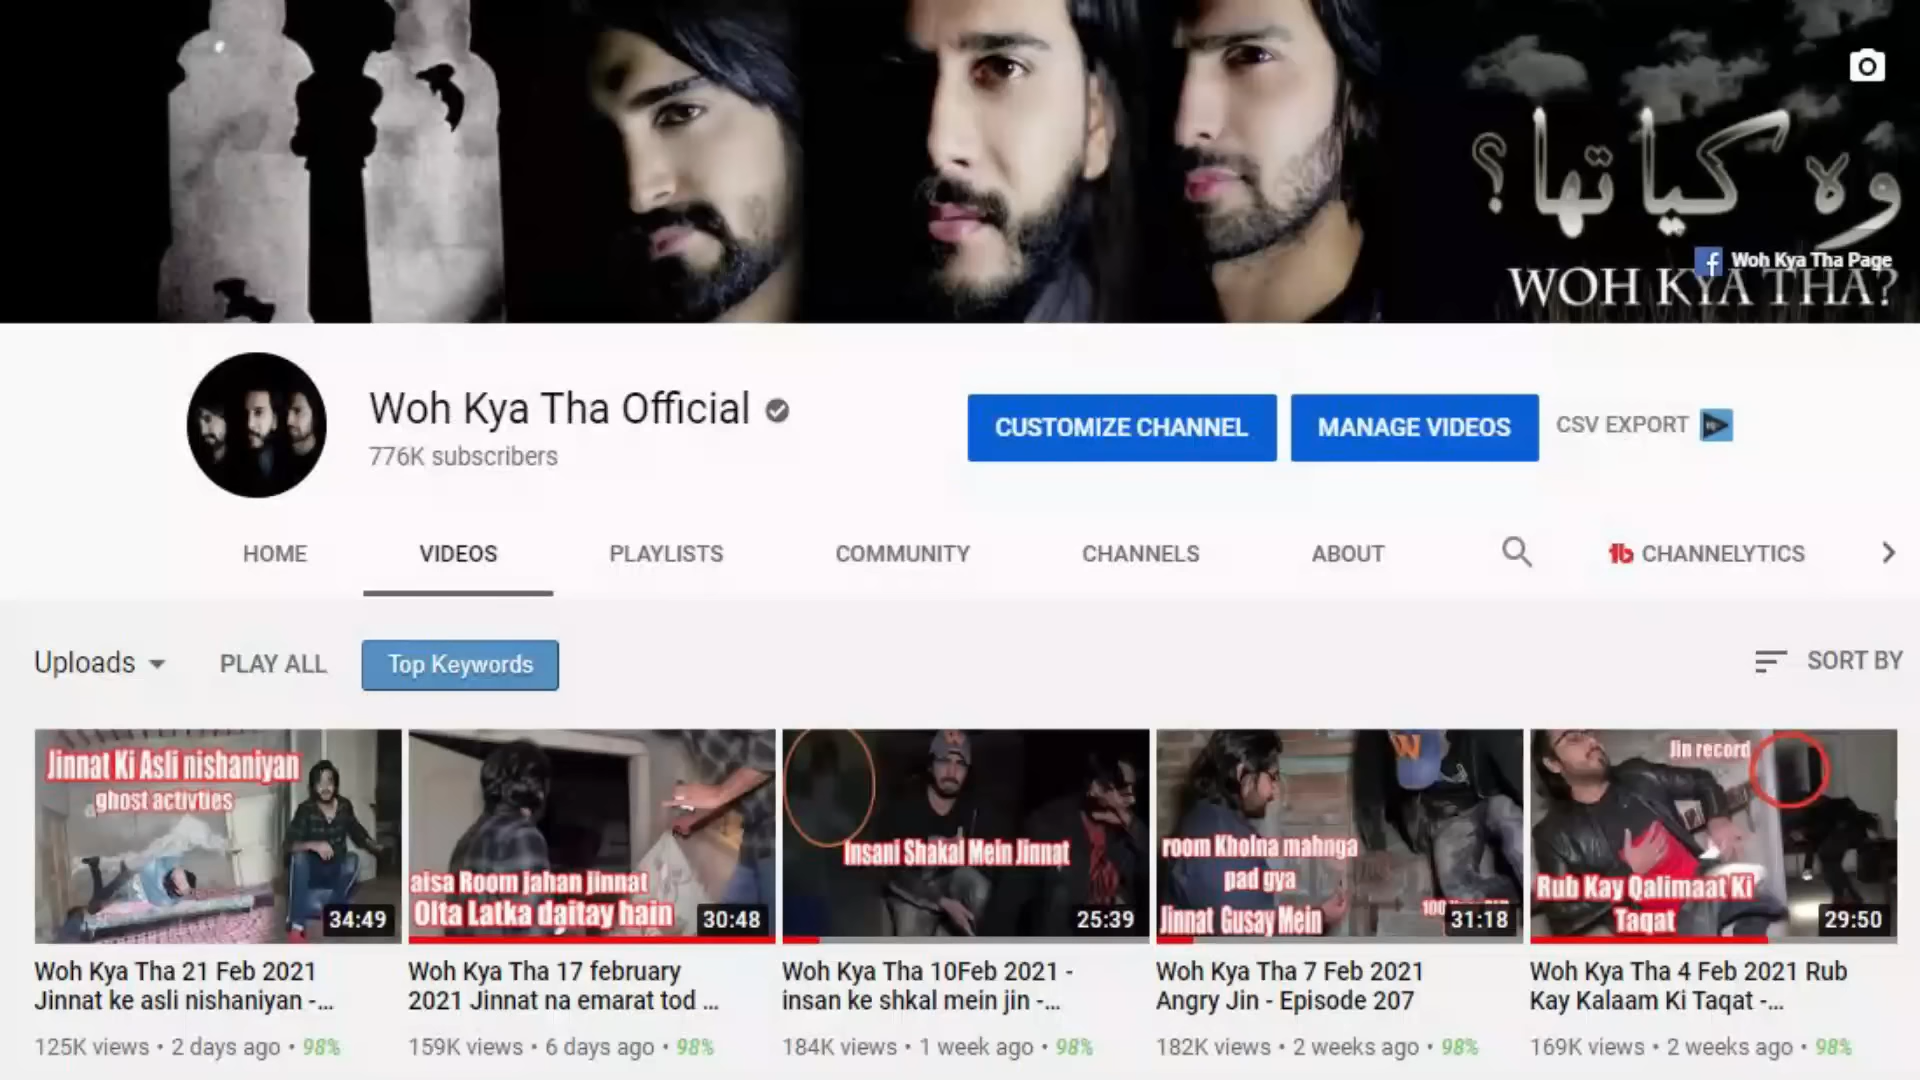 وہ کیا تھا؟
Woh Kya Tha Page
WOH KYA THA?
Woh Kya Tha Official
776K subscribers
CUSTOMIZE CHANNEL
MANAGE VIDEOS
CSV EXPORT
HOME
VIDEOS
PLAYLISTS
COMMUNITY
CHANNELS
ABOUT
CHANNELYTICS
Uploads
PLAY ALL
Top Keywords
SORT BY
Jinnat Ki Asli nishaniyan
ghost activties
34:49
aisa Room jahan jinnat
Olta Latka daitay hain
30:48
Insani Shakal Mein Jinnat
25:39
room Kholna mahnga
pad gya
Jinnat Gusay Mein
31:18
Jin record
Rub Kay Qalimaat Ki
Taqat
29:50
Woh Kya Tha 21 Feb 2021
Jinnat ke asli nishaniyan -...
125K views • 2 days ago • 98%
Woh Kya Tha 17 february
2021 Jinnat na emarat tod ...
159K views • 6 days ago • 98%
Woh Kya Tha 10Feb 2021 -
insan ke shkal mein jin -...
184K views • 1 week ago • 98%
Woh Kya Tha 7 Feb 2021
Angry Jin - Episode 207
182K views • 2 weeks ago • 98%
Woh Kya Tha 4 Feb 2021 Rub
Kay Kalaam Ki Taqat -...
169K views • 2 weeks ago • 98%